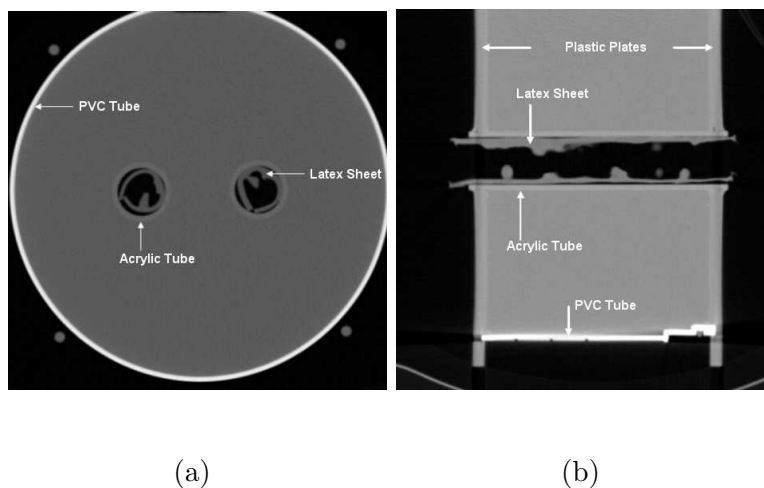 PVC Tube
Latex Sheet
Acrylic Tube
Plastic Plates
Latex Sheet
Acrylic Tube
PVC Tube
(a)
(b)